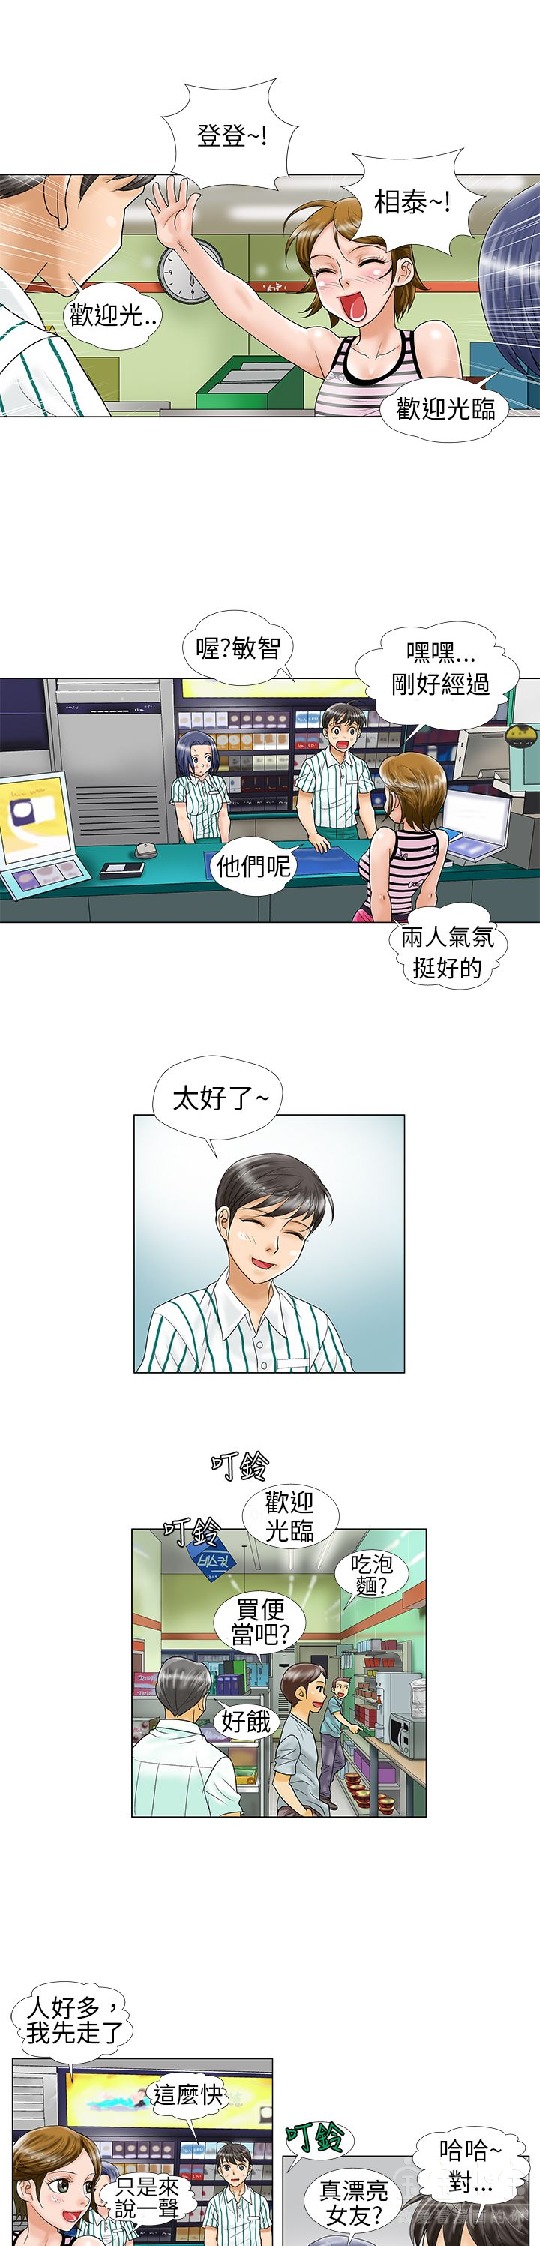 登登~!
相泰~!
歡迎光..
歡迎光臨
喔?敏智
嘿嘿...
剛好經過
他們呢
兩人氣氛
挺好的
太好了~
叮鈴
叮鈴
歡迎
光臨
베스킷
吃泡
麵?
買便
當吧?
好餓
人好多，
我先走了
這麼快
只是來
說一聲
叮鈴
真漂亮
女友?
哈哈~
對...